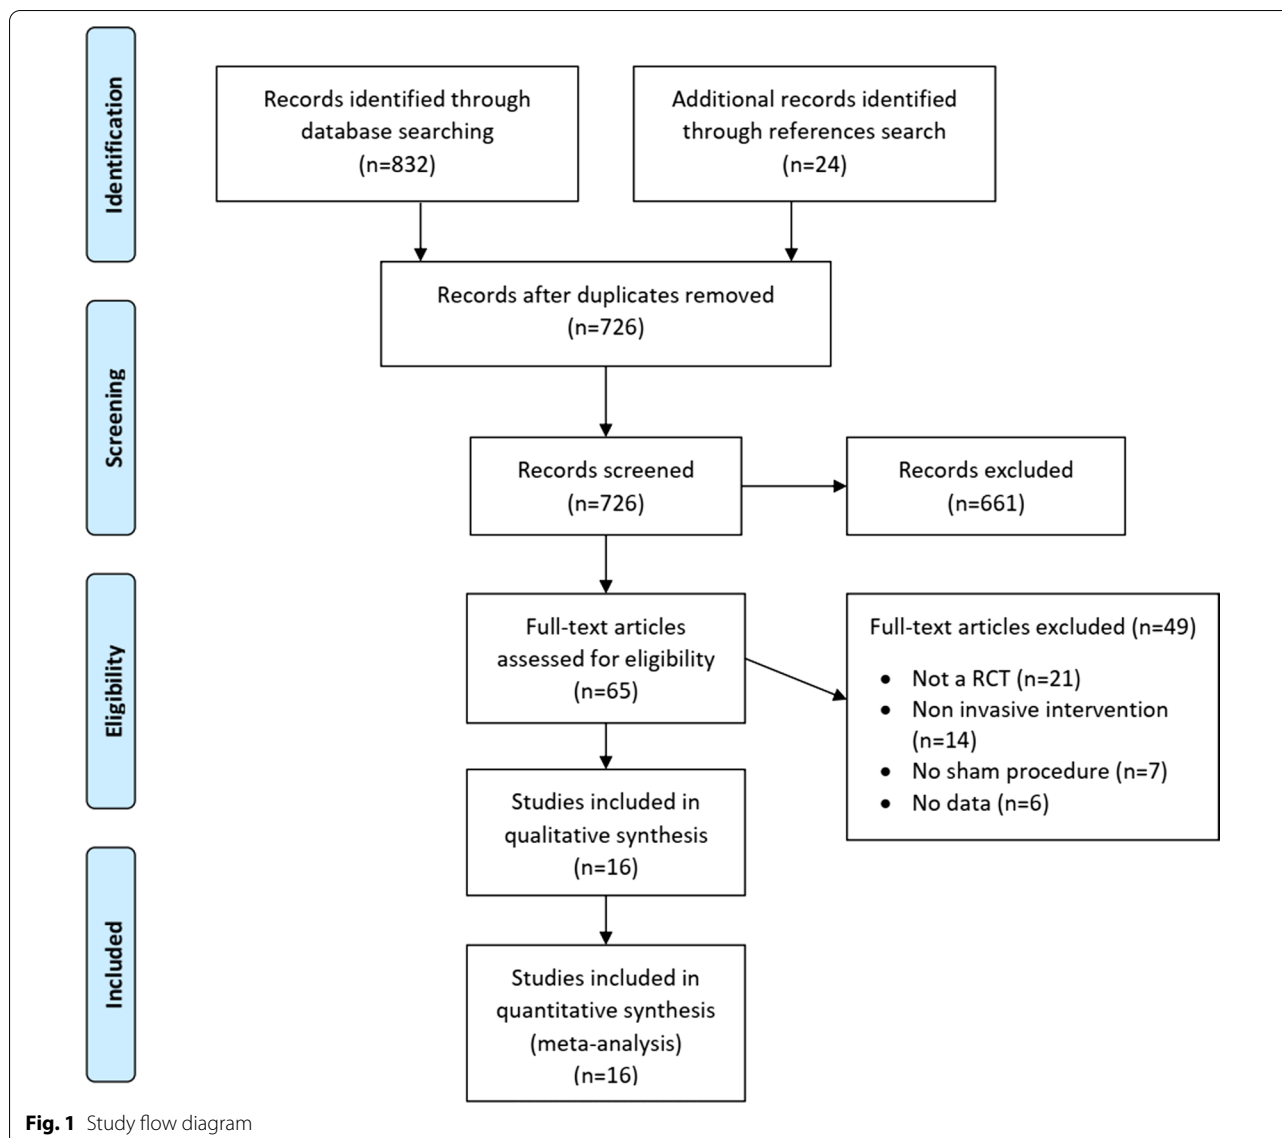 Identification
Records identified through
database searching
(n=832)
Additional records identified
through references search
(n=24)
Records after duplicates removed
(n=726)
Screening
Records screened
(n=726)
Records excluded
(n=661)
Eligibility
Full-text articles
assessed for eligibility
(n=65)
Full-text articles excluded (n=49)
• Not a RCT (n=21)
• Non invasive intervention
(n=14)
• No sham procedure (n=7)
• No data (n=6)
Studies included in
qualitative synthesis
(n=16)
Included
Studies included in
quantitative synthesis
(meta-analysis)
(n=16)
Fig. 1 Study flow diagram